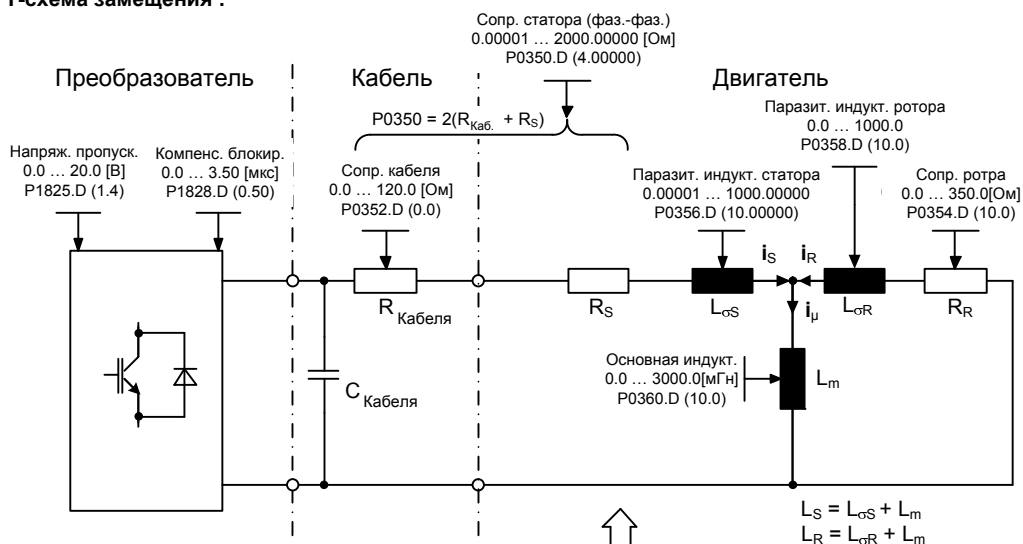 Т-схема замещения :
Сопр. статора (фаз.-фаз.)
0.00001 ... 2000.00000 [Ом]
P0350.D (4.00000)
Преобразователь
Кабель
Двигатель
P0350 = 2(RКаб. + RS)
Паразит. индукт. ротора
0.0 ... 1000.0
P0358.D (10.0)
Напряж. пропуск.
0.0 ... 20.0 [В]
P1825.D (1.4)
Компенс. блокир.
0.0 ... 3.50 [мкс]
P1828.D (0.50)
Сопр. кабеля
0.0 ... 120.0 [Ом]
P0352.D (0.0)
Паразит. индукт. статора
0.00001 ... 1000.00000
P0356.D (10.00000)
Сопр. ротра
0.0 ... 350.0[Ом]
P0354.D (10.0)
iS
iR
RКабеля
RS
LσS
iμ
LσR
RR
CКабеля
Основная индукт.
0.0 ... 3000.0[мГн]
P0360.D (10.0)
Lm
LS = LσS + Lm
LR = LσR + Lm